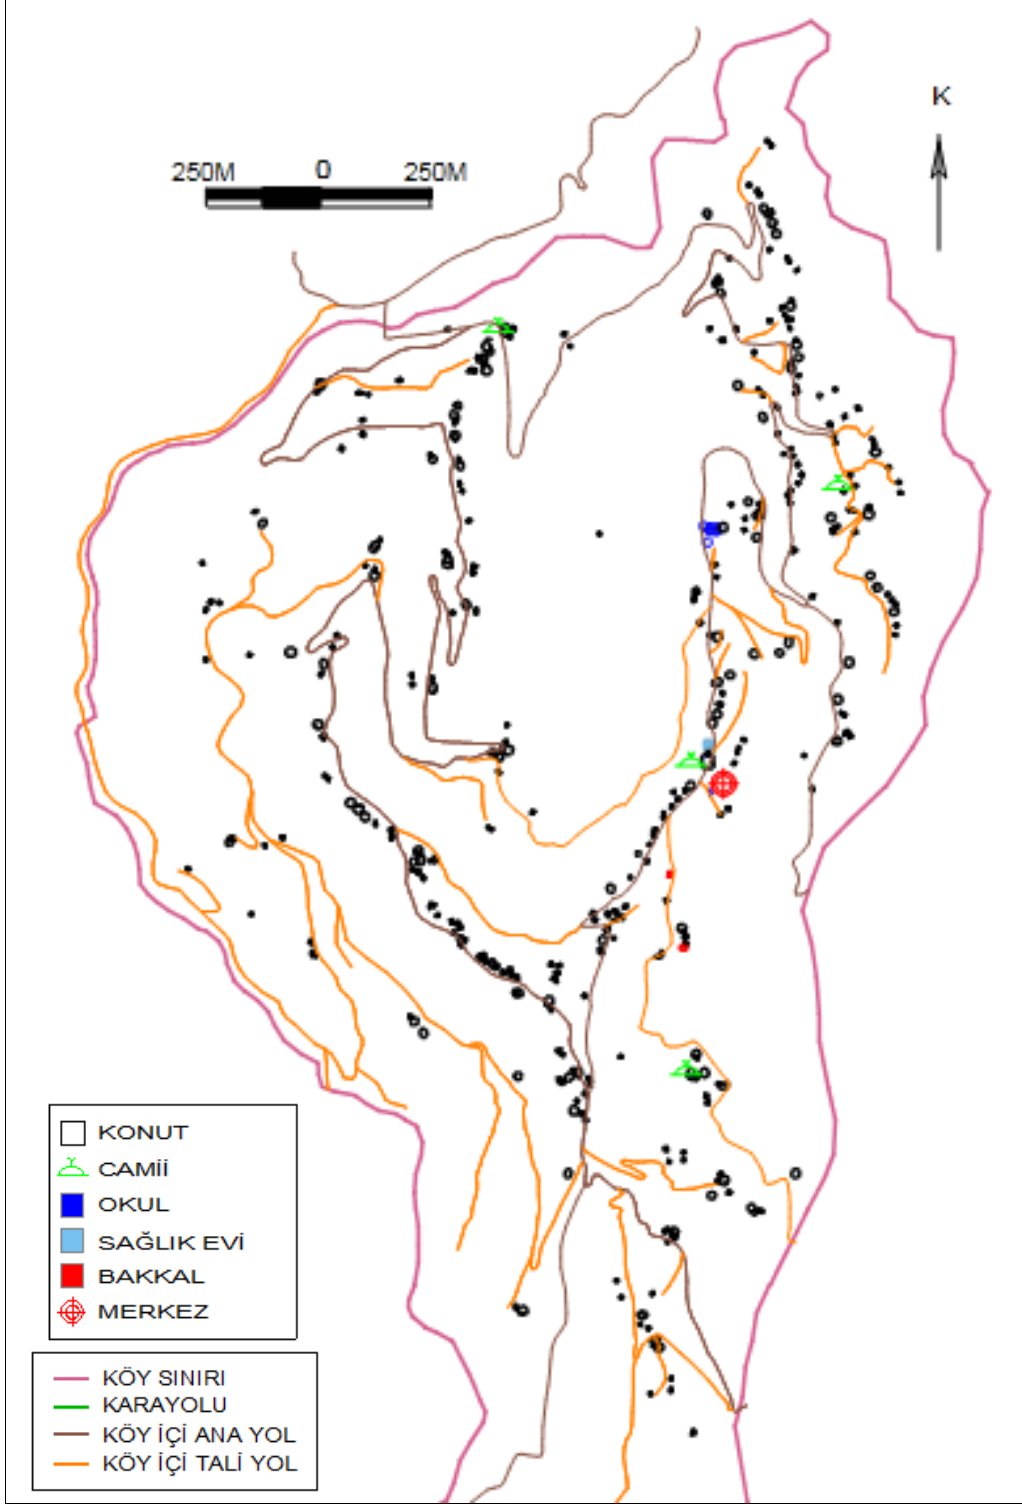 K
250M 0 250M
KONUT
CAMİİ
OKUL
SAĞLIK EVİ
BAKKAL
MERKEZ
KÖY SINIRI
KARAYOLU
KÖY İÇİ ANA YOL
KÖY İÇİ TALİ YOL